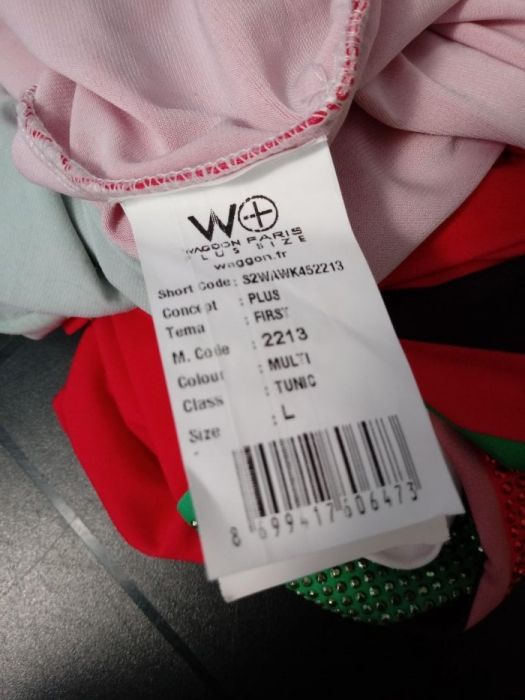 W+
WAGGON PARIS
PLUS SIZE
waggon.fr
Short Code : S2WAWK452213
Concept : PLUS
Tema : FIRST
M. Code : 2213
Colour : MULTI
Class : TUNIC
Size : L
8 699417 606473